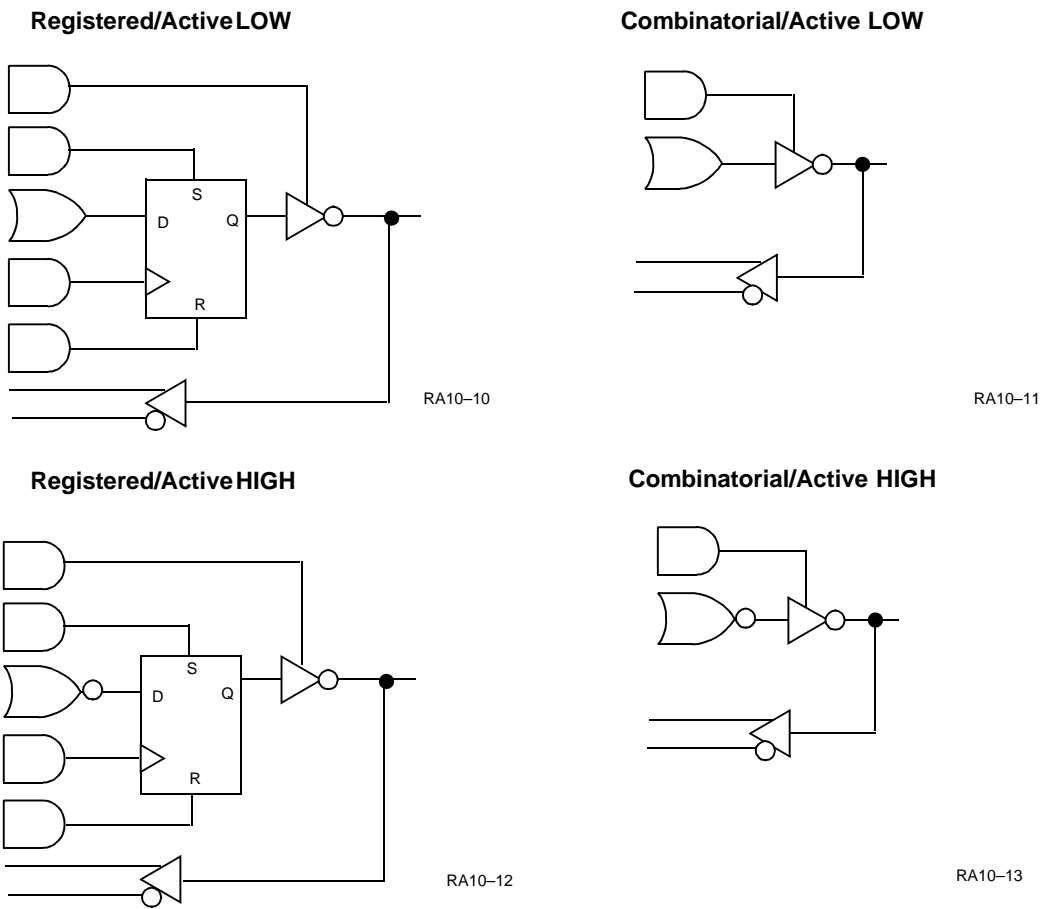 Registered/Active LOW
S
D
Q
R
RA10–10
Combinatorial/Active LOW
RA10–11
Registered/Active HIGH
S
D
Q
R
RA10–12
Combinatorial/Active HIGH
RA10–13